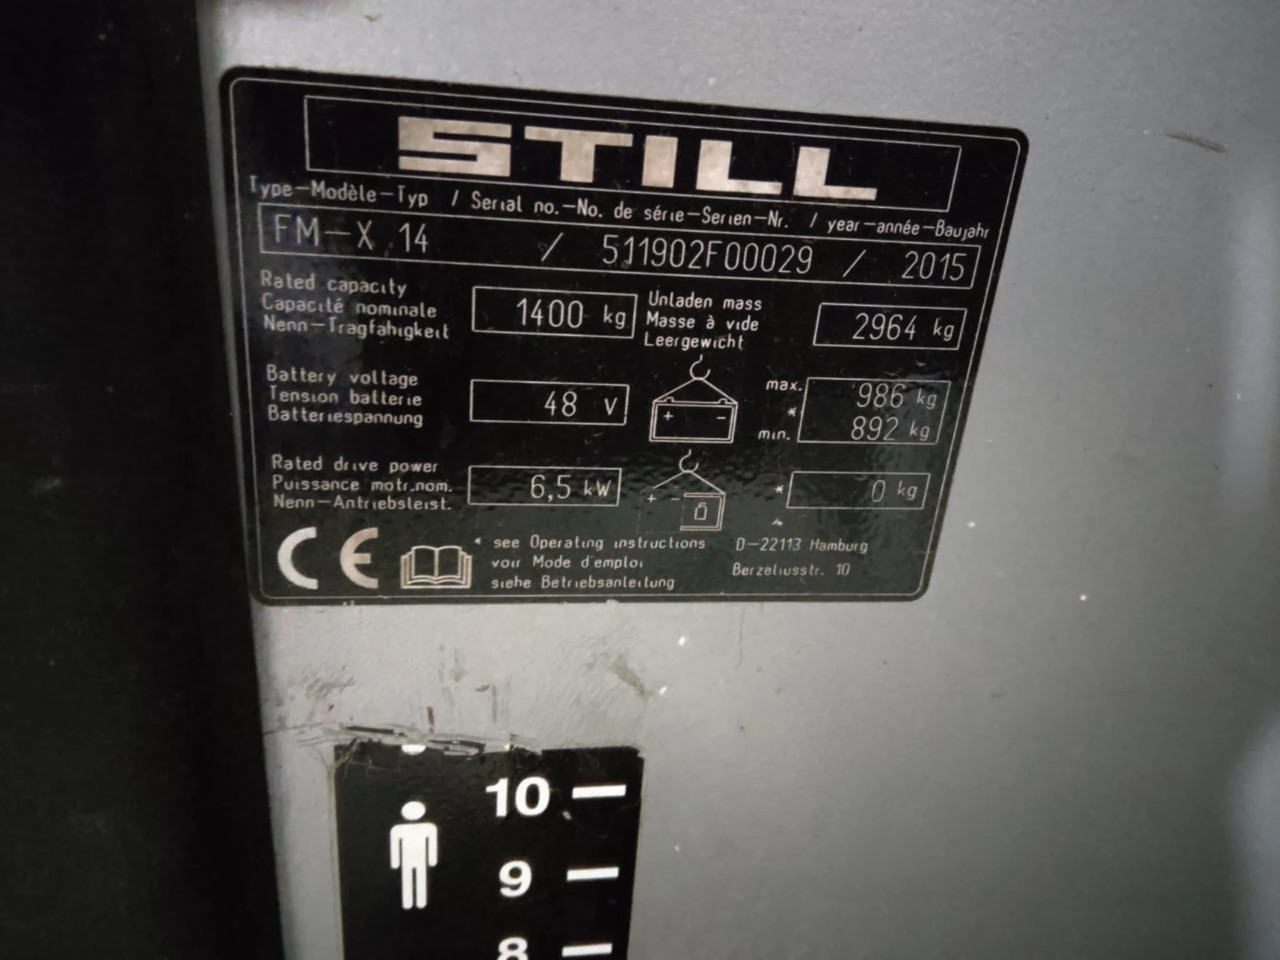 STILL
Type–Modèle–Typ / Serial no.–No. de série–Serien–Nr. / year–année–Baujahr
FM–X 14 / 511902F00029 / 2015
Rated capacity
Capacité nominale
Nenn–Tragfähigkeit
1400 kg
Unladen mass
Masse à vide
Leergewicht
2964 kg
Battery voltage
Tension batterie
Batteriespannung
48 V
+ –
max. 986 kg
*
min. 892 kg
Rated drive power
Puissance motr.nom.
Nenn–Antriebsleist.
6,5 kW
+ –
* 0 kg
CE
* see Operating instructions
voir Mode d'emploi
siehe Betriebsanleitung
D–22113 Hamburg
Berzeliusstr. 10
10
9
8